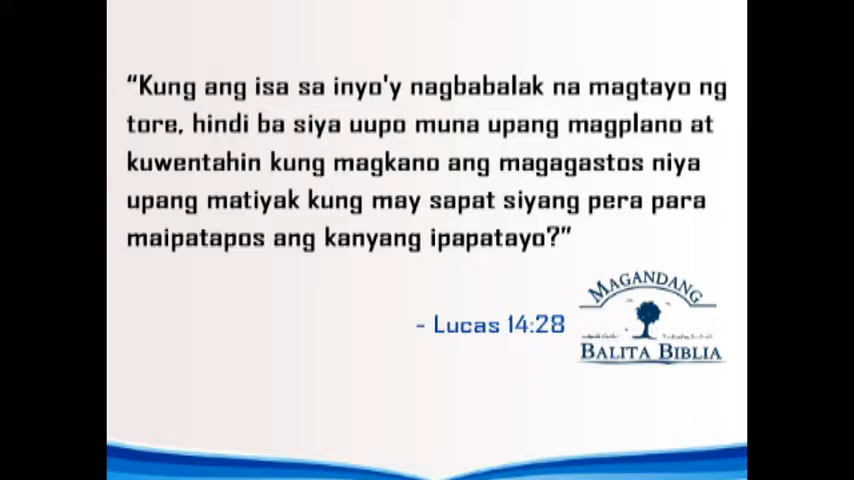 “Kung ang isa sa inyo'y nagbabalak na magtayo ng
tore, hindi ba siya uupo muna upang magplano at
kuwentahin kung magkano ang magagastos niya
upang matiyak kung may sapat siyang pera para
maipatapos ang kanyang ipapatayo?”
- Lucas 14:28
MAGANDANG
BALITA BIBLIA